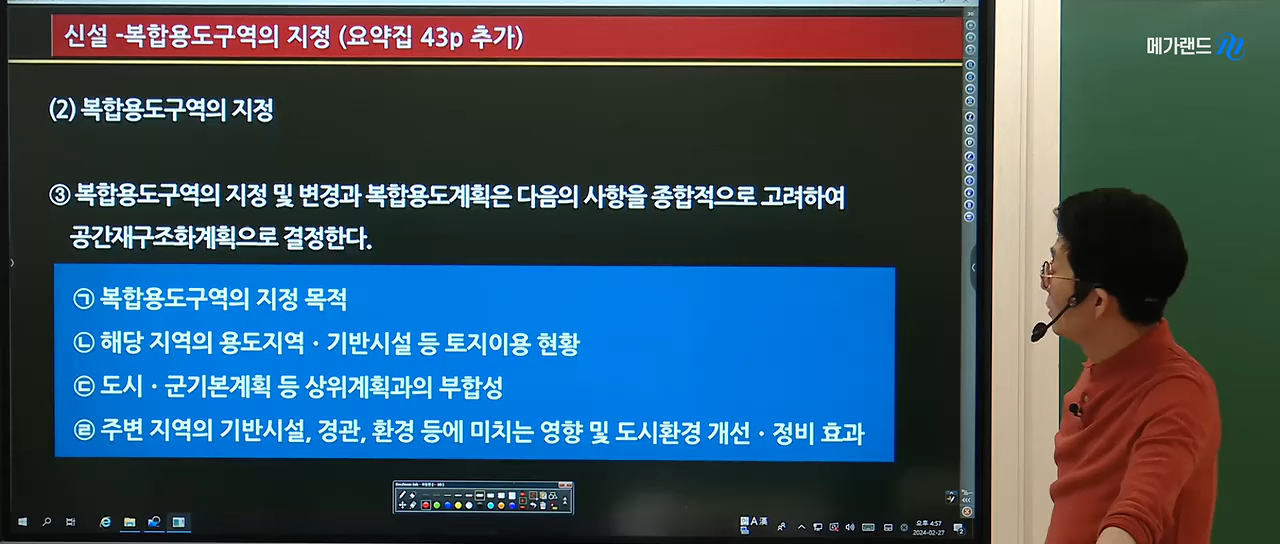 신설 -복합용도구역의 지정 (요약집 43p 추가)
메가랜드 m
(2) 복합용도구역의 지정
③ 복합용도구역의 지정 및 변경과 복합용도계획은 다음의 사항을 종합적으로 고려하여
공간재구조화계획으로 결정한다.
㉠ 복합용도구역의 지정 목적
㉡ 해당 지역의 용도지역 · 기반시설 등 토지이용 현황
㉢ 도시 · 군기본계획 등 상위계획과의 부합성
㉣ 주변 지역의 기반시설, 경관, 환경 등에 미치는 영향 및 도시환경 개선 · 정비 효과
A 漢
오후 4:57
2024-02-27